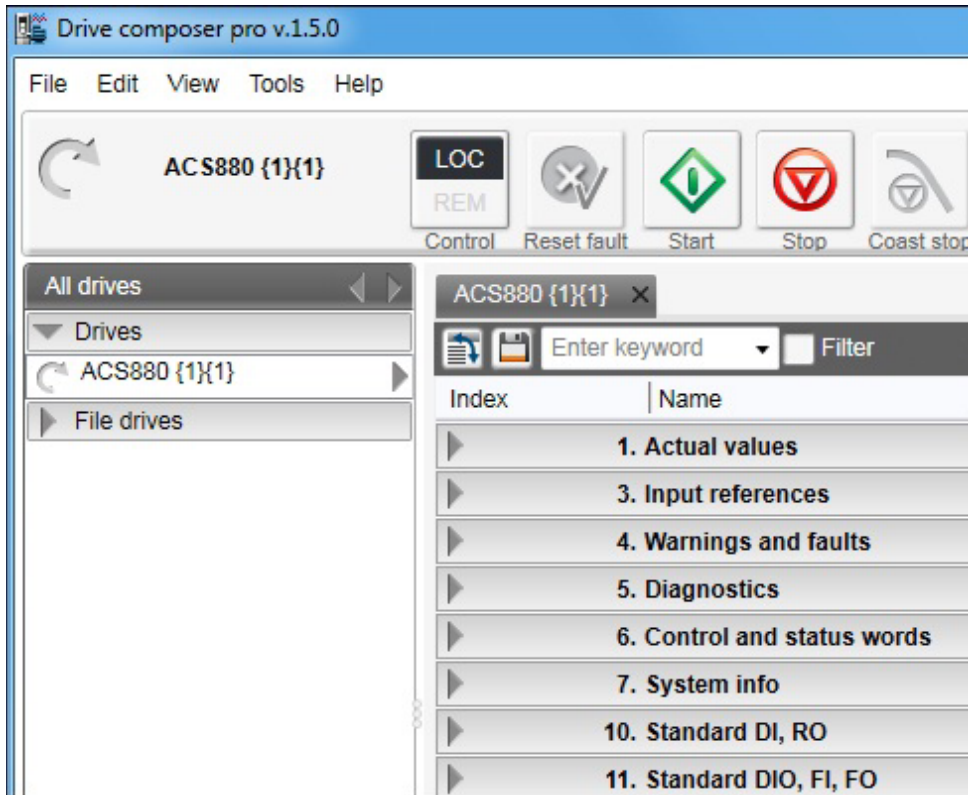 Drive composer pro v.1.5.0
File Edit View Tools Help
ACS880 {1}{1}
LOC
REM
Control Reset fault Start Stop Coast stop
All drives
Drives
ACS880 {1}{1}
File drives
ACS880 {1}{1}
Enter keyword Filter
Index Name
1. Actual values
3. Input references
4. Warnings and faults
5. Diagnostics
6. Control and status words
7. System info
10. Standard DI, RO
11. Standard DIO, FI, FO